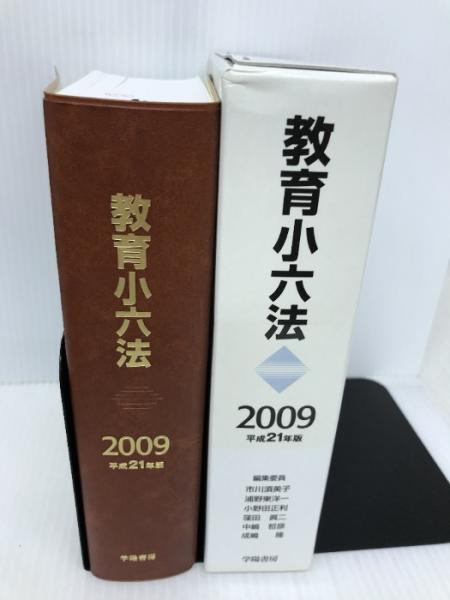 教育小六法
2009
平成21年版
学陽書房
教育小六法
2009
平成21年版
編集委員
市川須美子
浦野東洋一
小野田正利
窪田眞二
中嶋哲彦
成嶋隆
学陽書房